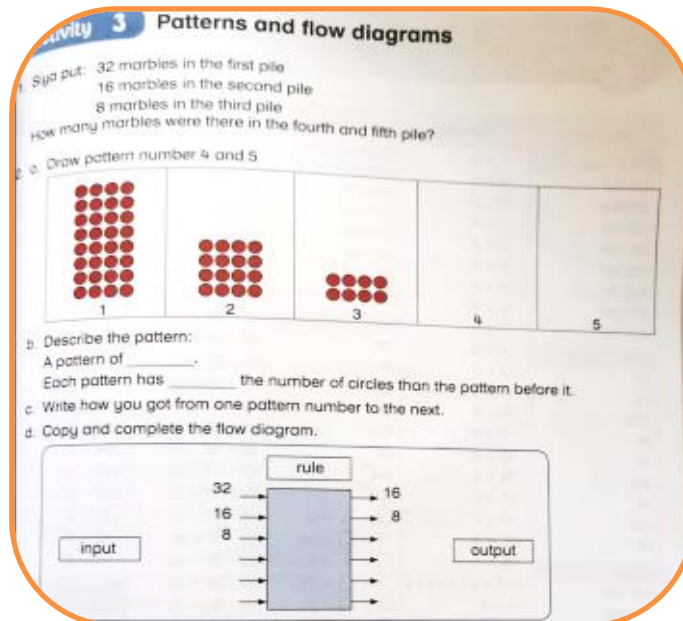 ctivity 3 Patterns and flow diagrams
1. Sya put: 32 marbles in the first pile
16 marbles in the second pile
8 marbles in the third pile
How many marbles were there in the fourth and fifth pile?
2. a. Draw pattern number 4 and 5
1 2 3 4 5
b. Describe the pattern:
A pattern of ________.
Each pattern has ________ the number of circles than the pattern before it.
c. Write how you got from one pattern number to the next.
d. Copy and complete the flow diagram.
rule
32 16
16 8
8
input output